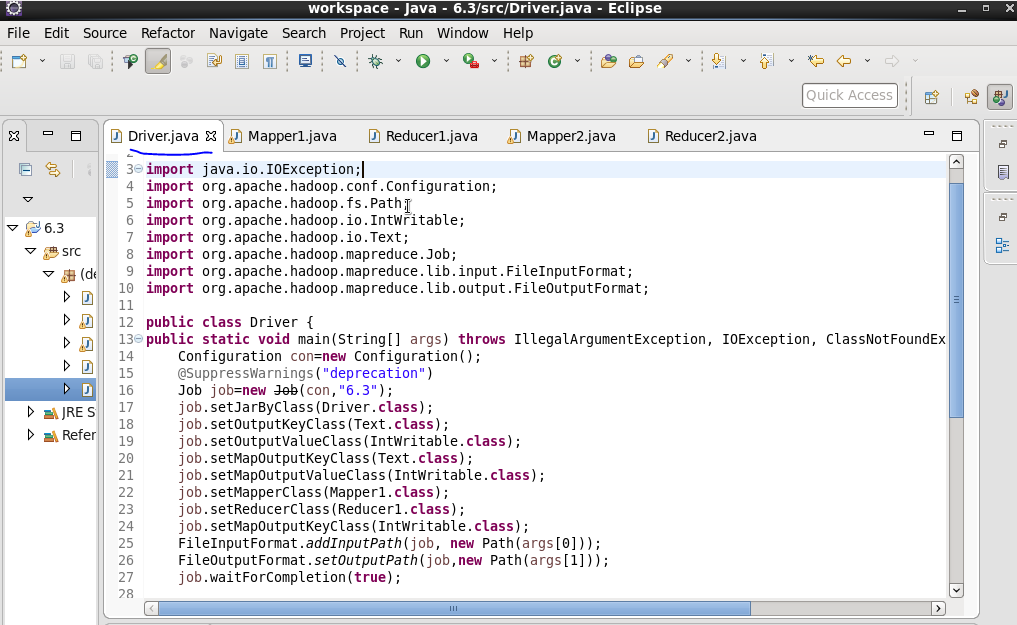 workspace - Java - 6.3/src/Driver.java - Eclipse
File Edit Source Refactor Navigate Search Project Run Window Help
Quick Access
Driver.java Mapper1.java Reducer1.java Mapper2.java Reducer2.java
6.3
src
(de
JRE S
Refer
3 import java.io.IOException;
4 import org.apache.hadoop.conf.Configuration;
5 import org.apache.hadoop.fs.Path;
6 import org.apache.hadoop.io.IntWritable;
7 import org.apache.hadoop.io.Text;
8 import org.apache.hadoop.mapreduce.Job;
9 import org.apache.hadoop.mapreduce.lib.input.FileInputFormat;
10 import org.apache.hadoop.mapreduce.lib.output.FileOutputFormat;
11
12 public class Driver {
13 public static void main(String[] args) throws IllegalArgumentException, IOException, ClassNotFoundEx
14 Configuration con=new Configuration();
15 @SuppressWarnings("deprecation")
16 Job job=new Job(con,"6.3");
17 job.setJarByClass(Driver.class);
18 job.setOutputKeyClass(Text.class);
19 job.setOutputValueClass(IntWritable.class);
20 job.setMapOutputKeyClass(Text.class);
21 job.setMapOutputValueClass(IntWritable.class);
22 job.setMapperClass(Mapper1.class);
23 job.setReducerClass(Reducer1.class);
24 job.setMapOutputKeyClass(IntWritable.class);
25 FileInputFormat.addInputPath(job, new Path(args[0]));
26 FileOutputFormat.setOutputPath(job,new Path(args[1]));
27 job.waitForCompletion(true);
28